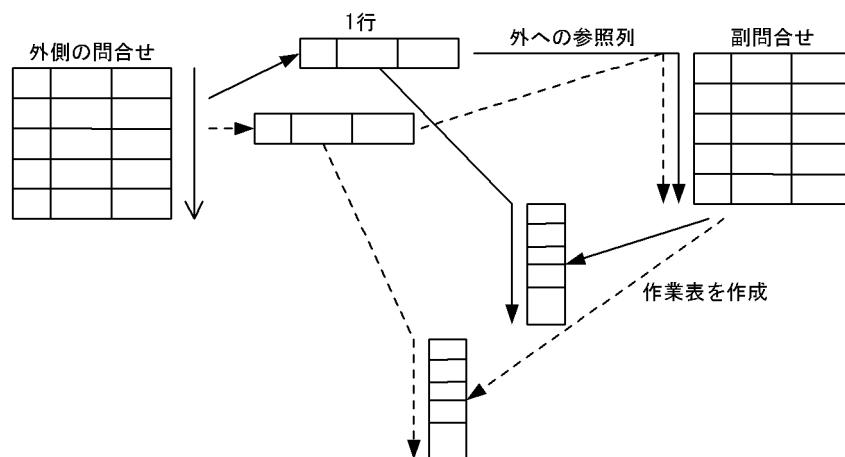 1行
外側の問合せ
外への参照列
副問合せ
作業表を作成